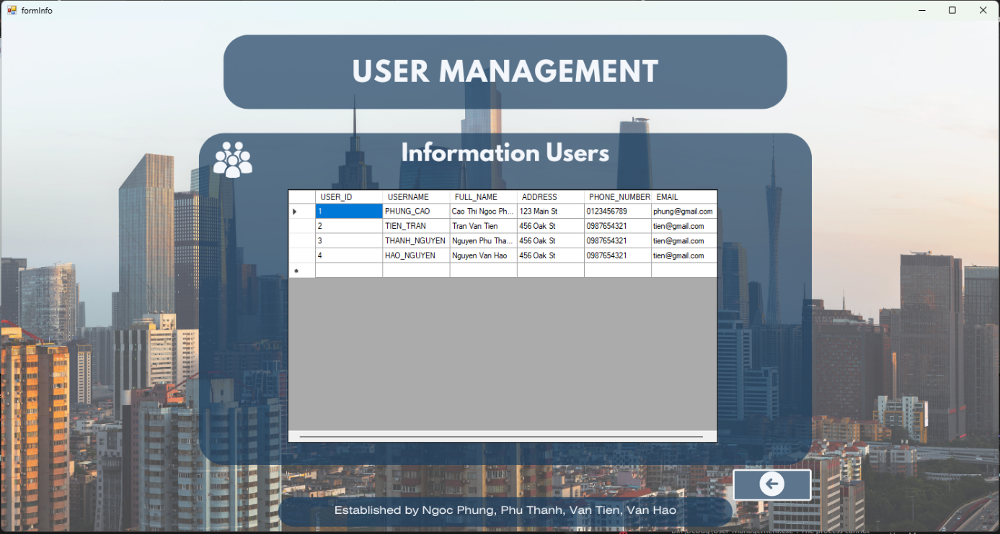 formInfo
USER MANAGEMENT
Information Users
USER_ID USERNAME FULL_NAME ADDRESS PHONE_NUMBER EMAIL
1 PHUNG_CAO Cao Thi Ngoc Ph... 123 Main St 0123456789 phung@gmail.com
2 TIEN_TRAN Tran Van Tien 456 Oak St 0987654321 tien@gmail.com
3 THANH_NGUYEN Nguyen Phu Tha... 456 Oak St 0987654321 tien@gmail.com
4 HAO_NGUYEN Nguyen Van Hao 456 Oak St 0987654321 tien@gmail.com
Established by Ngoc Phung, Phu Thanh, Van Tien, Van Hao